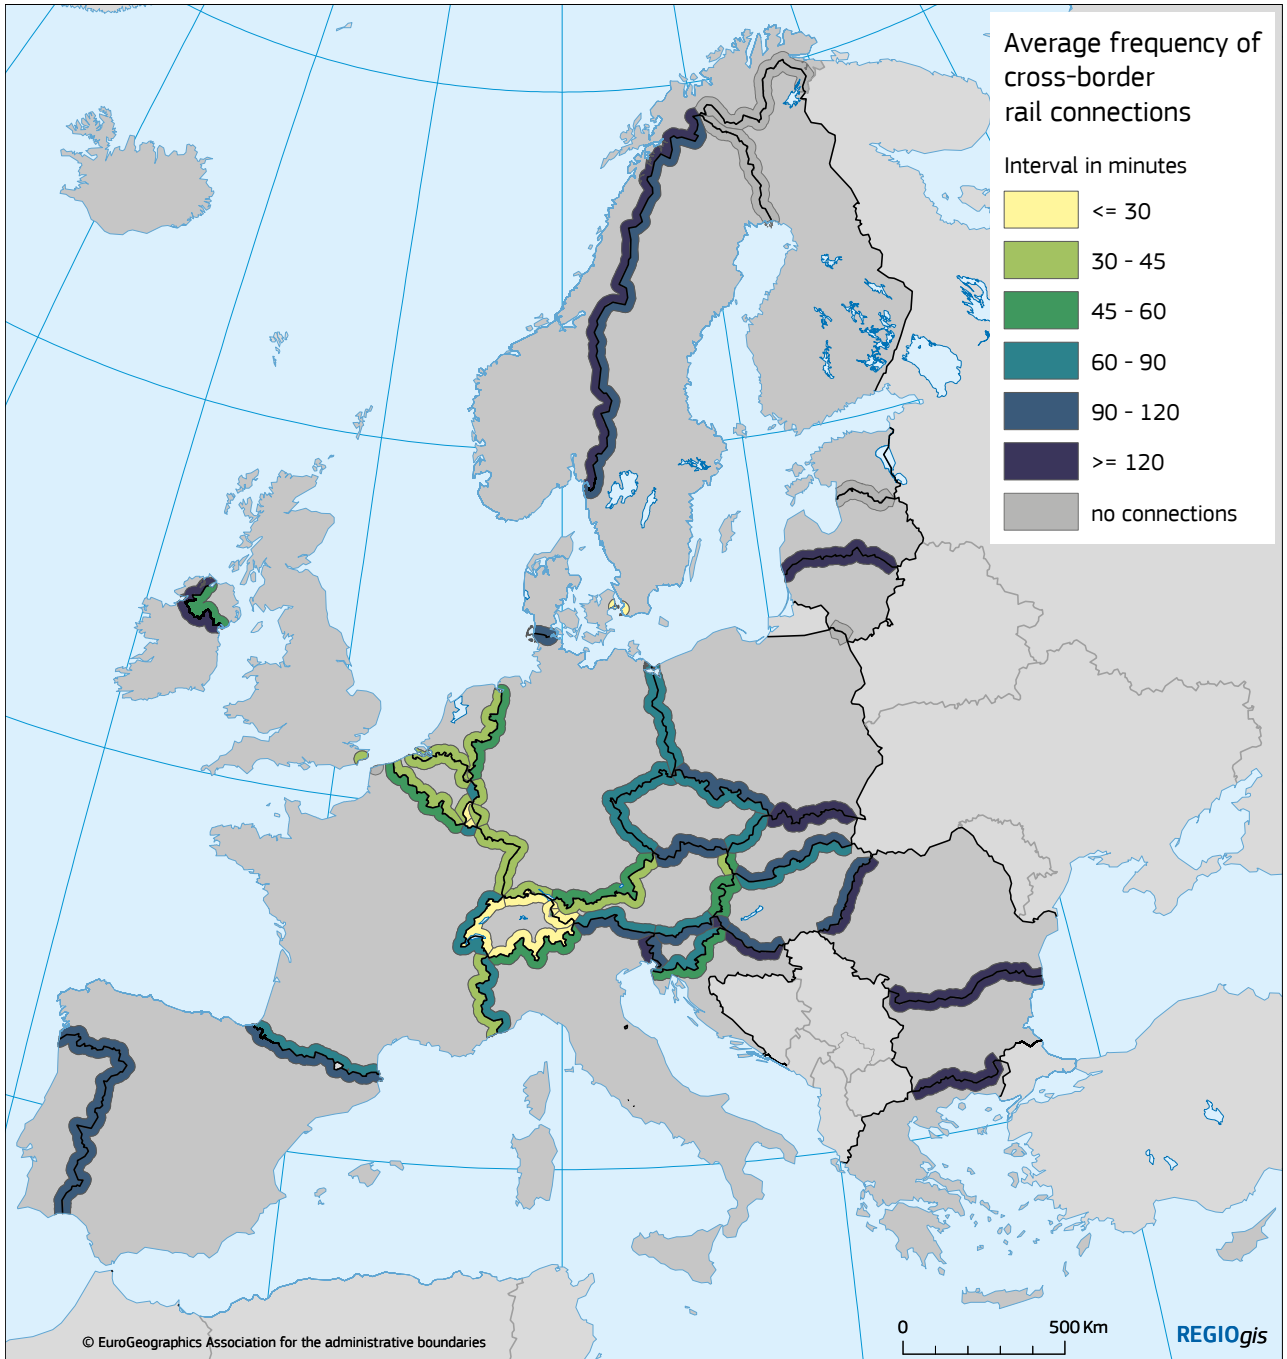 Average frequency of
cross-border
rail connections
Interval in minutes
<= 30
30 - 45
45 - 60
60 - 90
90 - 120
>= 120
no connections
© EuroGeographics Association for the administrative boundaries
0 500 Km
REGIOgis